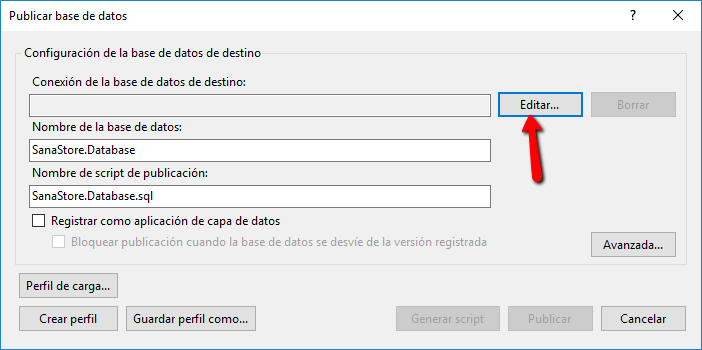 Publicar base de datos
Configuración de la base de datos de destino
Conexión de la base de datos de destino:
Editar...
Borrar
Nombre de la base de datos:
SanaStore.Database
Nombre de script de publicación:
SanaStore.Database.sql
Registrar como aplicación de capa de datos
Bloquear publicación cuando la base de datos se desvíe de la versión registrada
Avanzada...
Perfil de carga...
Crear perfil
Guardar perfil como...
Generar script
Publicar
Cancelar